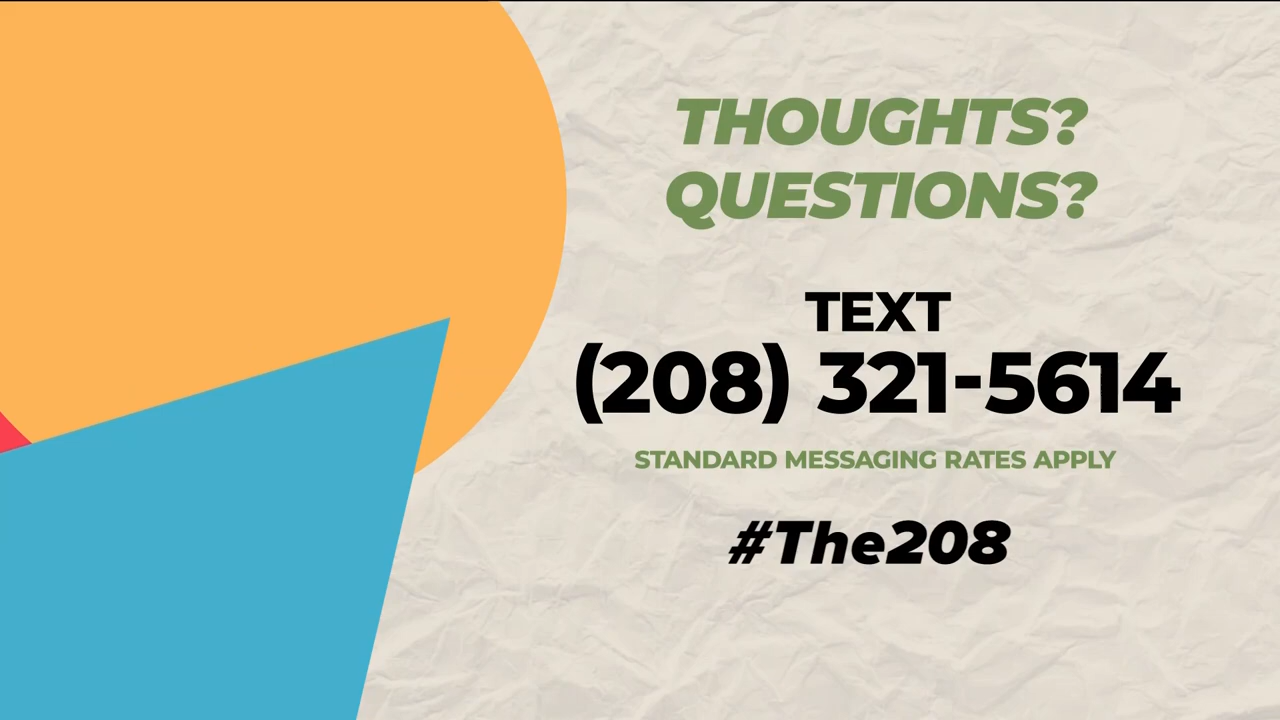 THOUGHTS?
QUESTIONS?
TEXT
(208) 321-5614
STANDARD MESSAGING RATES APPLY
#The208